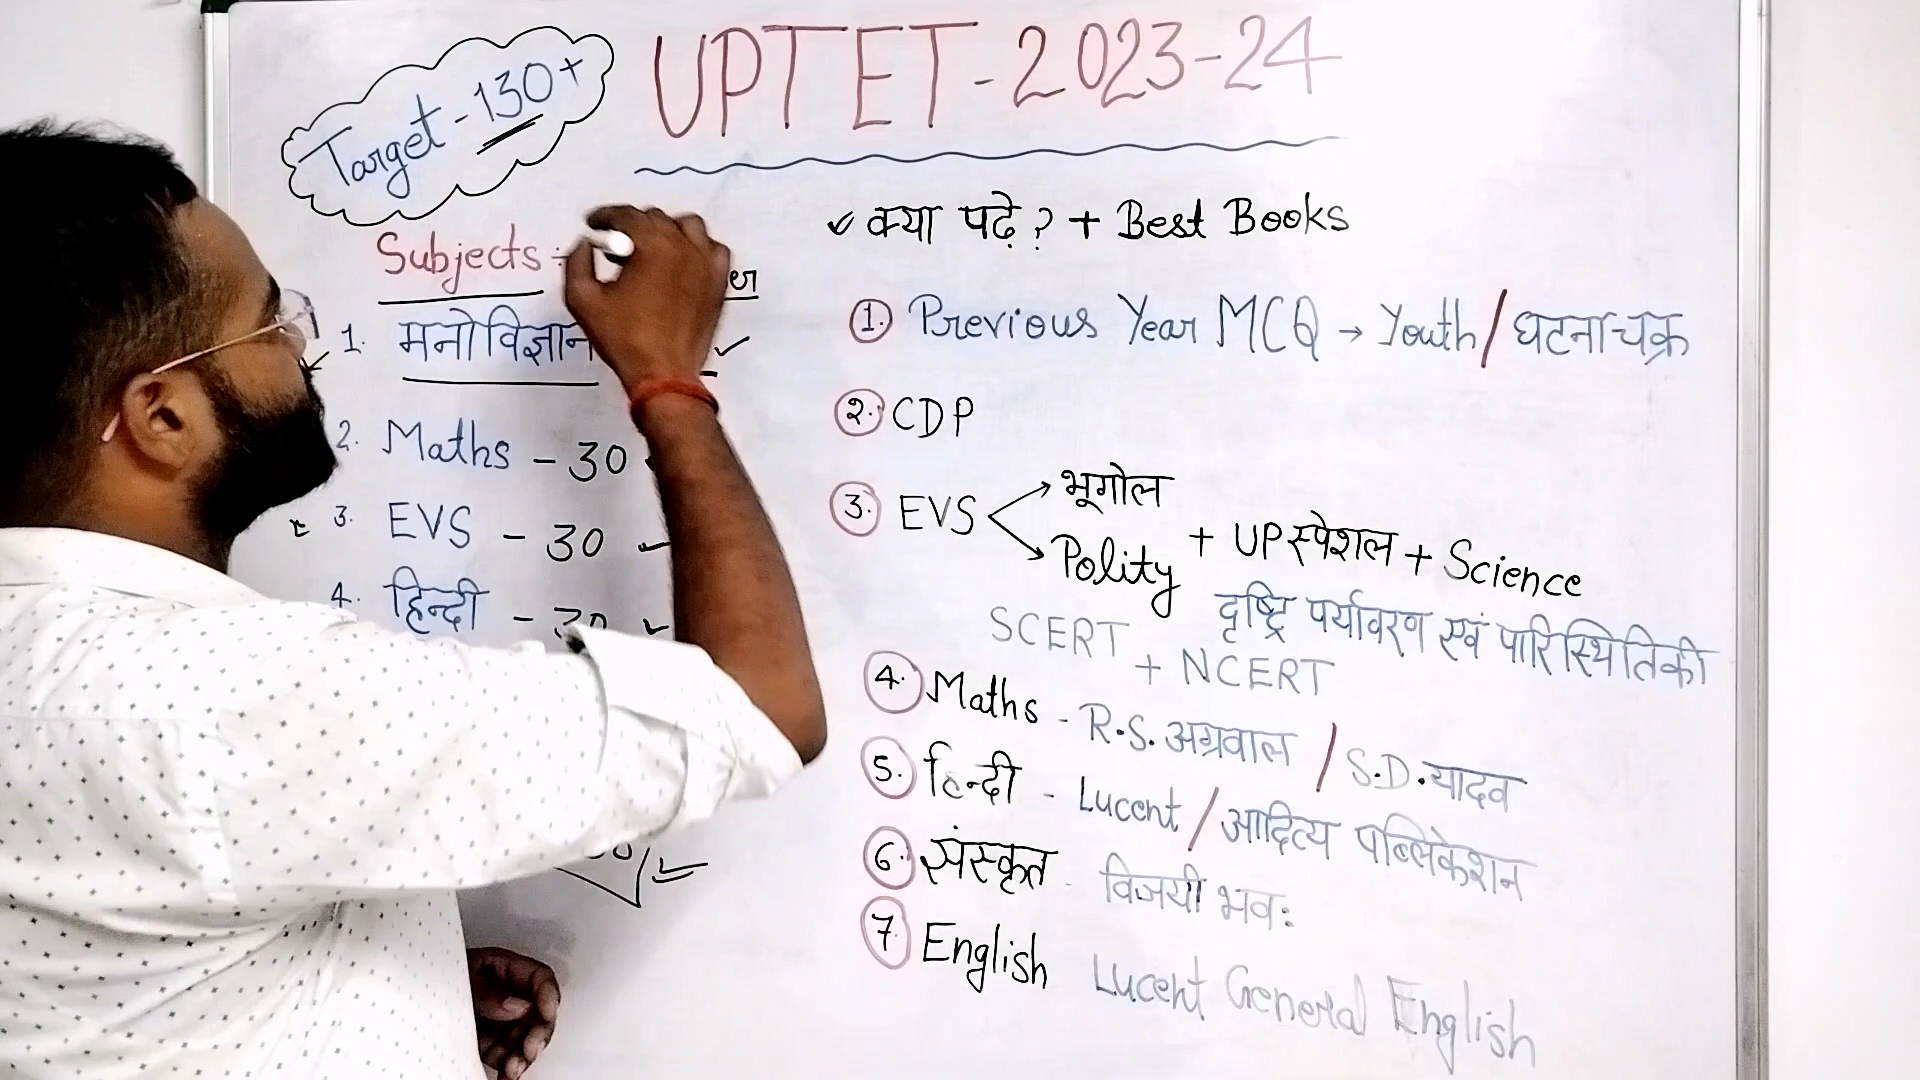 UPTET-2023-24
Target-130+
Subjects
1. मनोविज्ञान
2. Maths - 30
3. EVS - 30
4. हिन्दी - 30
✓ क्या पढ़े ? + Best Books
1. Previous Year MCQ → Youth / घटनाचक्र
2. CDP
3. EVS → भूगोल
→ Polity + UP स्पेशल + Science
दृष्टि पर्यावरण एवं पारिस्थितिकी
SCERT + NCERT
4. Maths - R.S. अग्रवाल / S.D. यादव
5. हिन्दी - Lucent / आदित्य पब्लिकेशन
6. संस्कृत - विजयी भवः
7. English Lucent General English